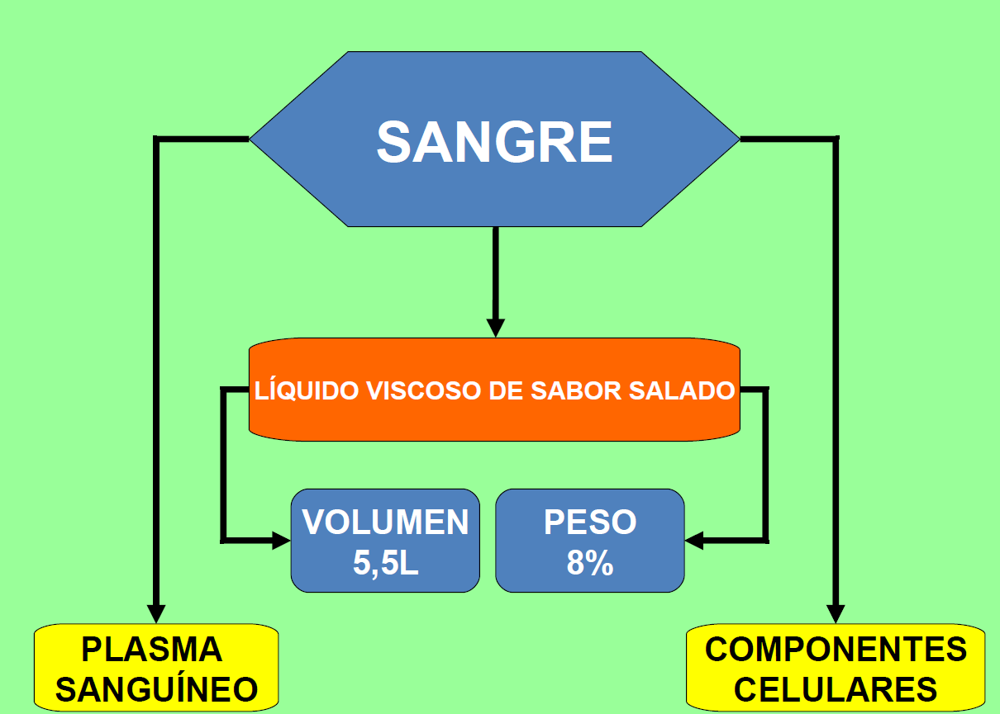 SANGRE
LÍQUIDO VISCOSO DE SABOR SALADO
VOLUMEN
5,5L
PESO
8%
PLASMA
SANGUÍNEO
COMPONENTES
CELULARES